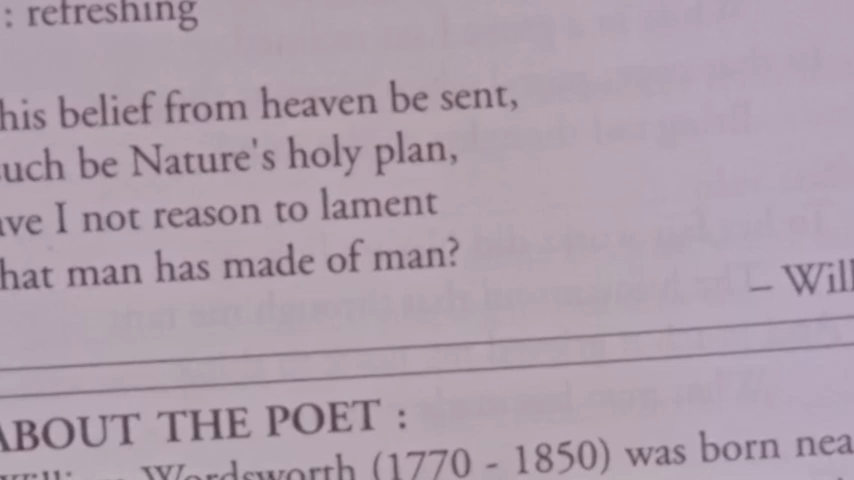 : refreshing
his belief from heaven be sent,
uch be Nature's holy plan,
ve I not reason to lament
hat man has made of man?
– Will
ABOUT THE POET :
Wordsworth (1770 - 1850) was born nea